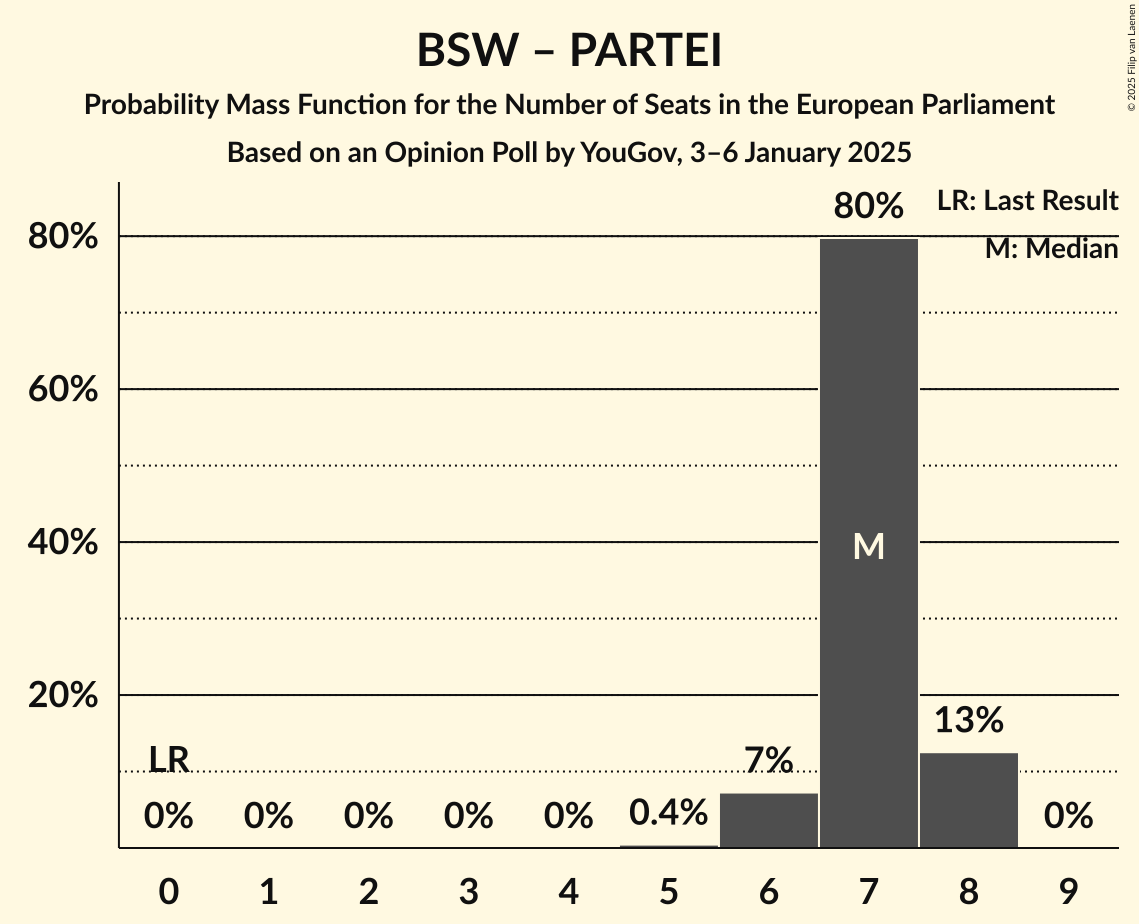 BSW – PARTEI
Probability Mass Function for the Number of Seats in the European Parliament
Based on an Opinion Poll by YouGov, 3–6 January 2025
© 2025 Filip van Laenen
LR: Last Result
M: Median
80%
80%
60%
40%
M
20%
13%
LR
7%
0% 0% 0% 0% 0% 0.4% 0%
0 1 2 3 4 5 6 7 8 9